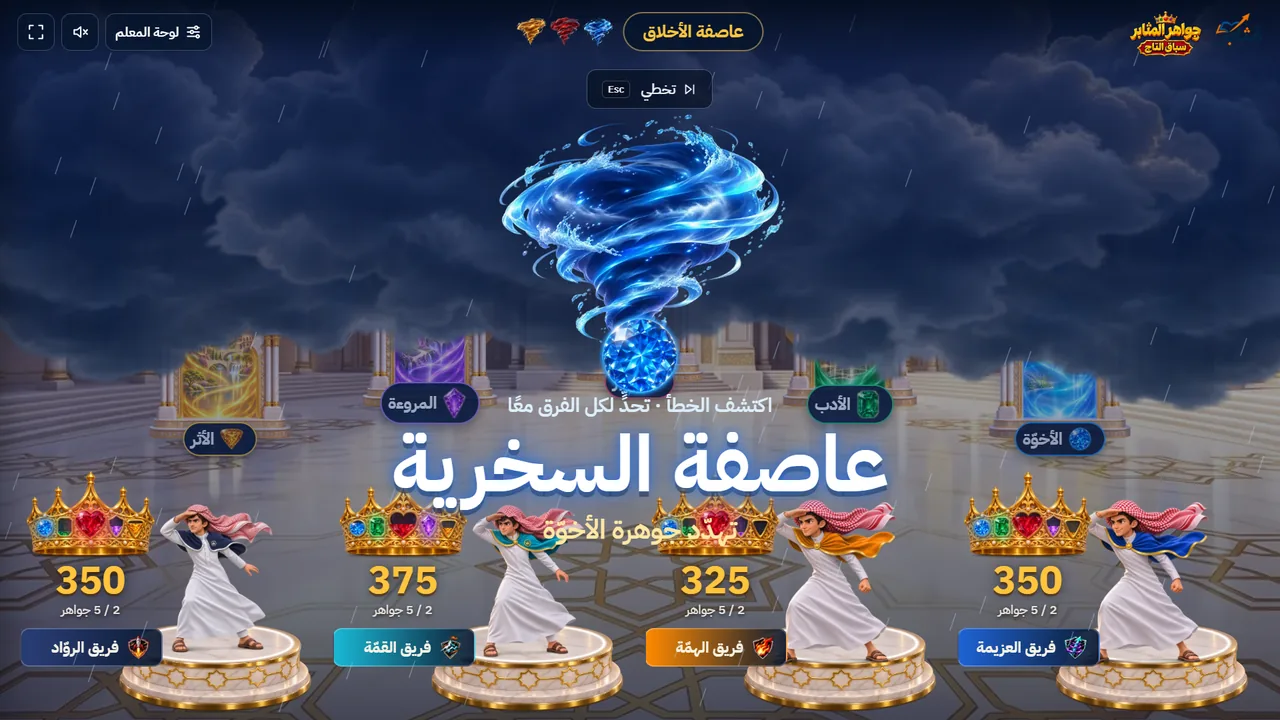 جواهر المثابر
سباق التاج
عاصفة الأخلاق
لوحة المعلم
تخطي Esc
اكتشف الخطأ · تحدٍّ لكل الفرق معًا
عاصفة السخرية
تهدّد جوهرة الأخوّة
الأخوّة
الأدب
المروءة
الأثر
350
2 / 5 جواهر
فريق العزيمة
325
2 / 5 جواهر
فريق الهمّة
375
2 / 5 جواهر
فريق القمّة
350
2 / 5 جواهر
فريق الروّاد